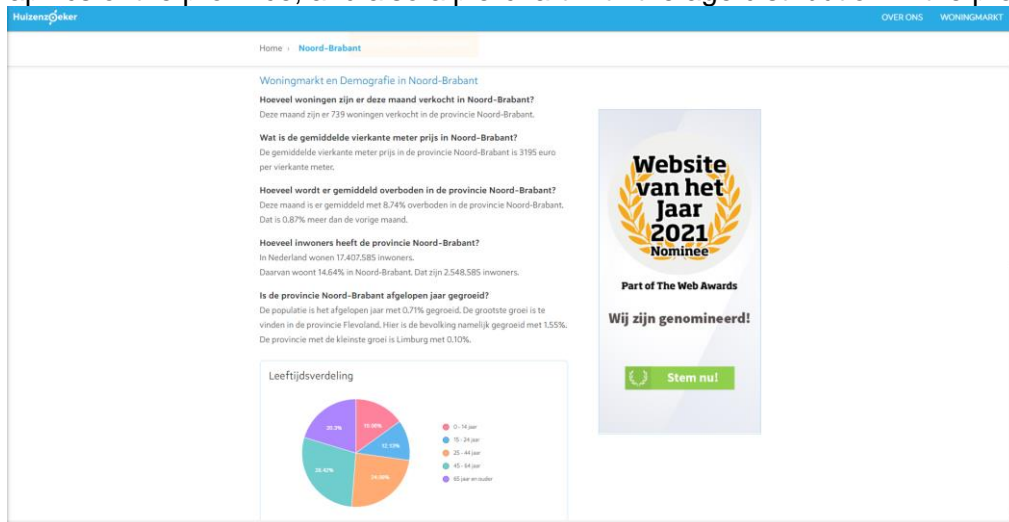 Huizenzoeker
OVER ONS WONINGMARKT
Home › Noord-Brabant
Woningmarkt en Demografie in Noord-Brabant
Hoeveel woningen zijn er deze maand verkocht in Noord-Brabant?
Deze maand zijn er 739 woningen verkocht in de provincie Noord-Brabant.
Wat is de gemiddelde vierkante meter prijs in Noord-Brabant?
De gemiddelde vierkante meter prijs in de provincie Noord-Brabant is 3195 euro
per vierkante meter.
Hoeveel wordt er gemiddeld overboden in de provincie Noord-Brabant?
Deze maand is er gemiddeld met 8.74% overboden in de provincie Noord-Brabant.
Dat is 0.87% meer dan de vorige maand.
Hoeveel inwoners heeft de provincie Noord-Brabant?
In Nederland wonen 17.407.585 inwoners.
Daarvan woont 14.64% in Noord-Brabant. Dat zijn 2.548.585 inwoners.
Is de provincie Noord-Brabant afgelopen jaar gegroeid?
De populatie is het afgelopen jaar met 0.71% gegroeid. De grootste groei is te
vinden in de provincie Flevoland. Hier is de bevolking namelijk gegroeid met 1.55%.
De provincie met de kleinste groei is Limburg met 0.10%.
Leeftijdsverdeling
0 - 14 jaar
15 - 24 jaar
25 - 44 jaar
45 - 64 jaar
65 jaar en ouder
Website
van het
Jaar
2021
Nominee
Part of The Web Awards
Wij zijn genomineerd!
Stem nu!